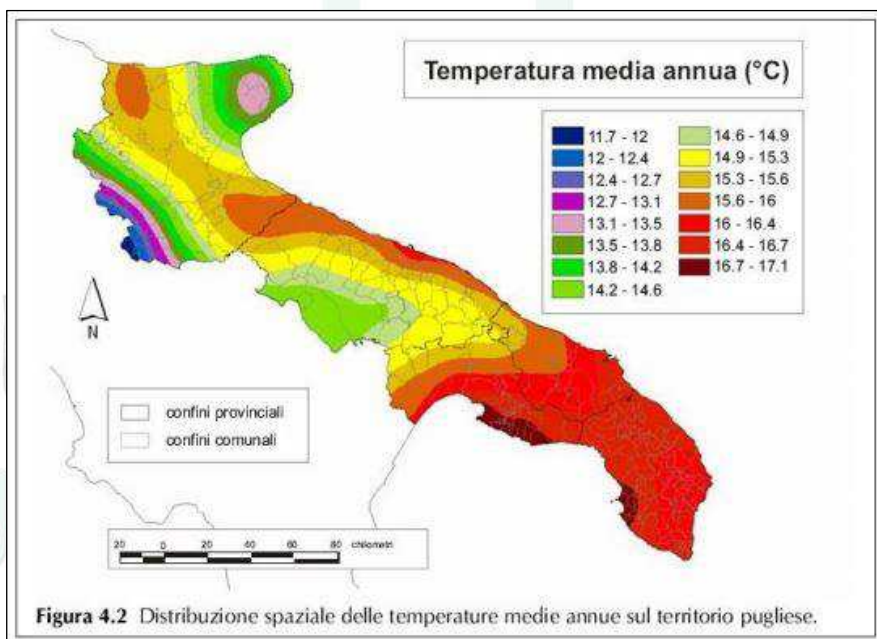 Temperatura media annua (°C)
11.7 - 12
12 - 12.4
12.4 - 12.7
12.7 - 13.1
13.1 - 13.5
13.5 - 13.8
13.8 - 14.2
14.2 - 14.6
14.6 - 14.9
14.9 - 15.3
15.3 - 15.6
15.6 - 16
16 - 16.4
16.4 - 16.7
16.7 - 17.1
N
confini provinciali
confini comunali
20 0 20 40 60 80 chilometri
Figura 4.2 Distribuzione spaziale delle temperature medie annue sul territorio pugliese.